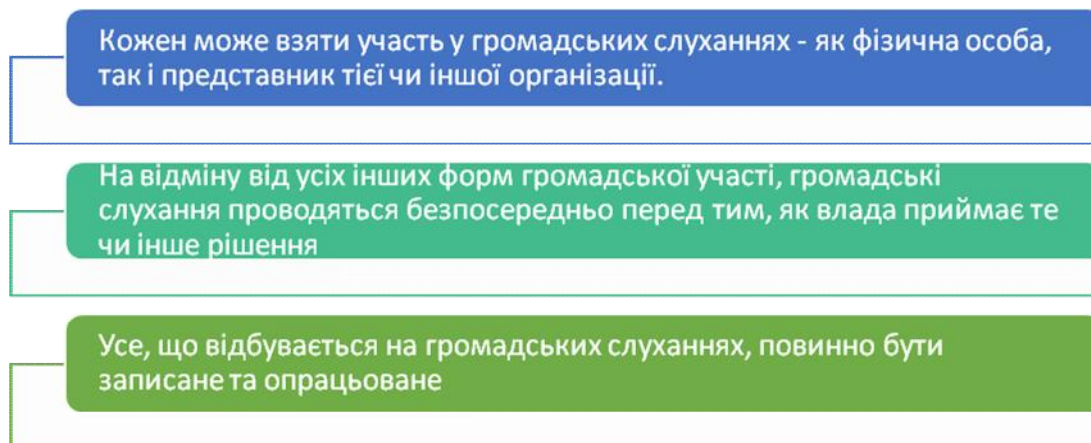 Кожен може взяти участь у громадських слуханнях - як фізична особа,
так і представник тієї чи іншої організації.
На відміну від усіх інших форм громадської участі, громадські
слухання проводяться безпосередньо перед тим, як влада приймає те
чи інше рішення
Усе, що відбувається на громадських слуханнях, повинно бути
записане та опрацьоване